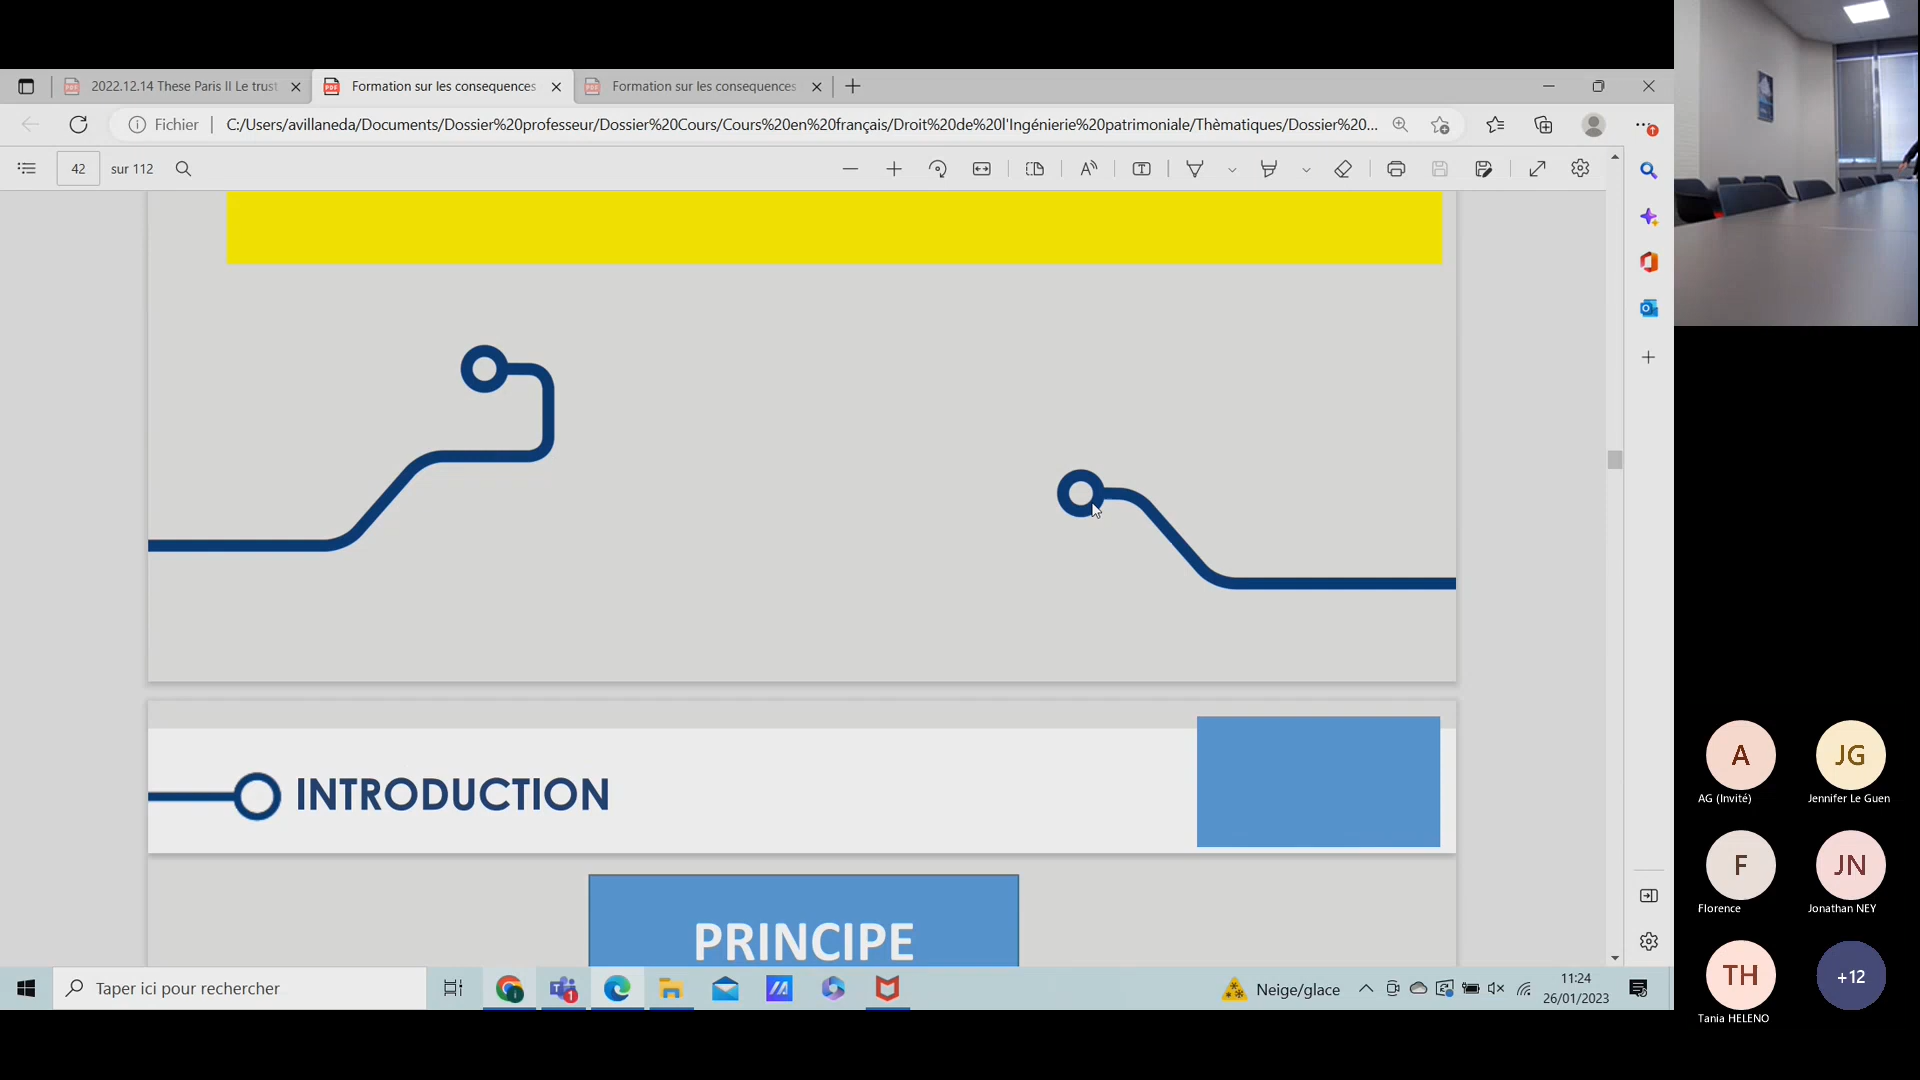 2022.12.14 These Paris II Le trust
Formation sur les consequences
Formation sur les consequences
Fichier
C:/Users/avillaneda/Documents/Dossier%20professeur/Dossier%20Cours/Cours%20en%20français/Droit%20de%20l'Ingénierie%20patrimoniale/Thèmatiques/Dossier%20...
42
sur 112
INTRODUCTION
PRINCIPE
A
AG (Invité)
JG
Jennifer Le Guen
F
Florence
JN
Jonathan NEY
TH
Tania HELENO
+12
Taper ici pour rechercher
1
Neige/glace
11:24
26/01/2023